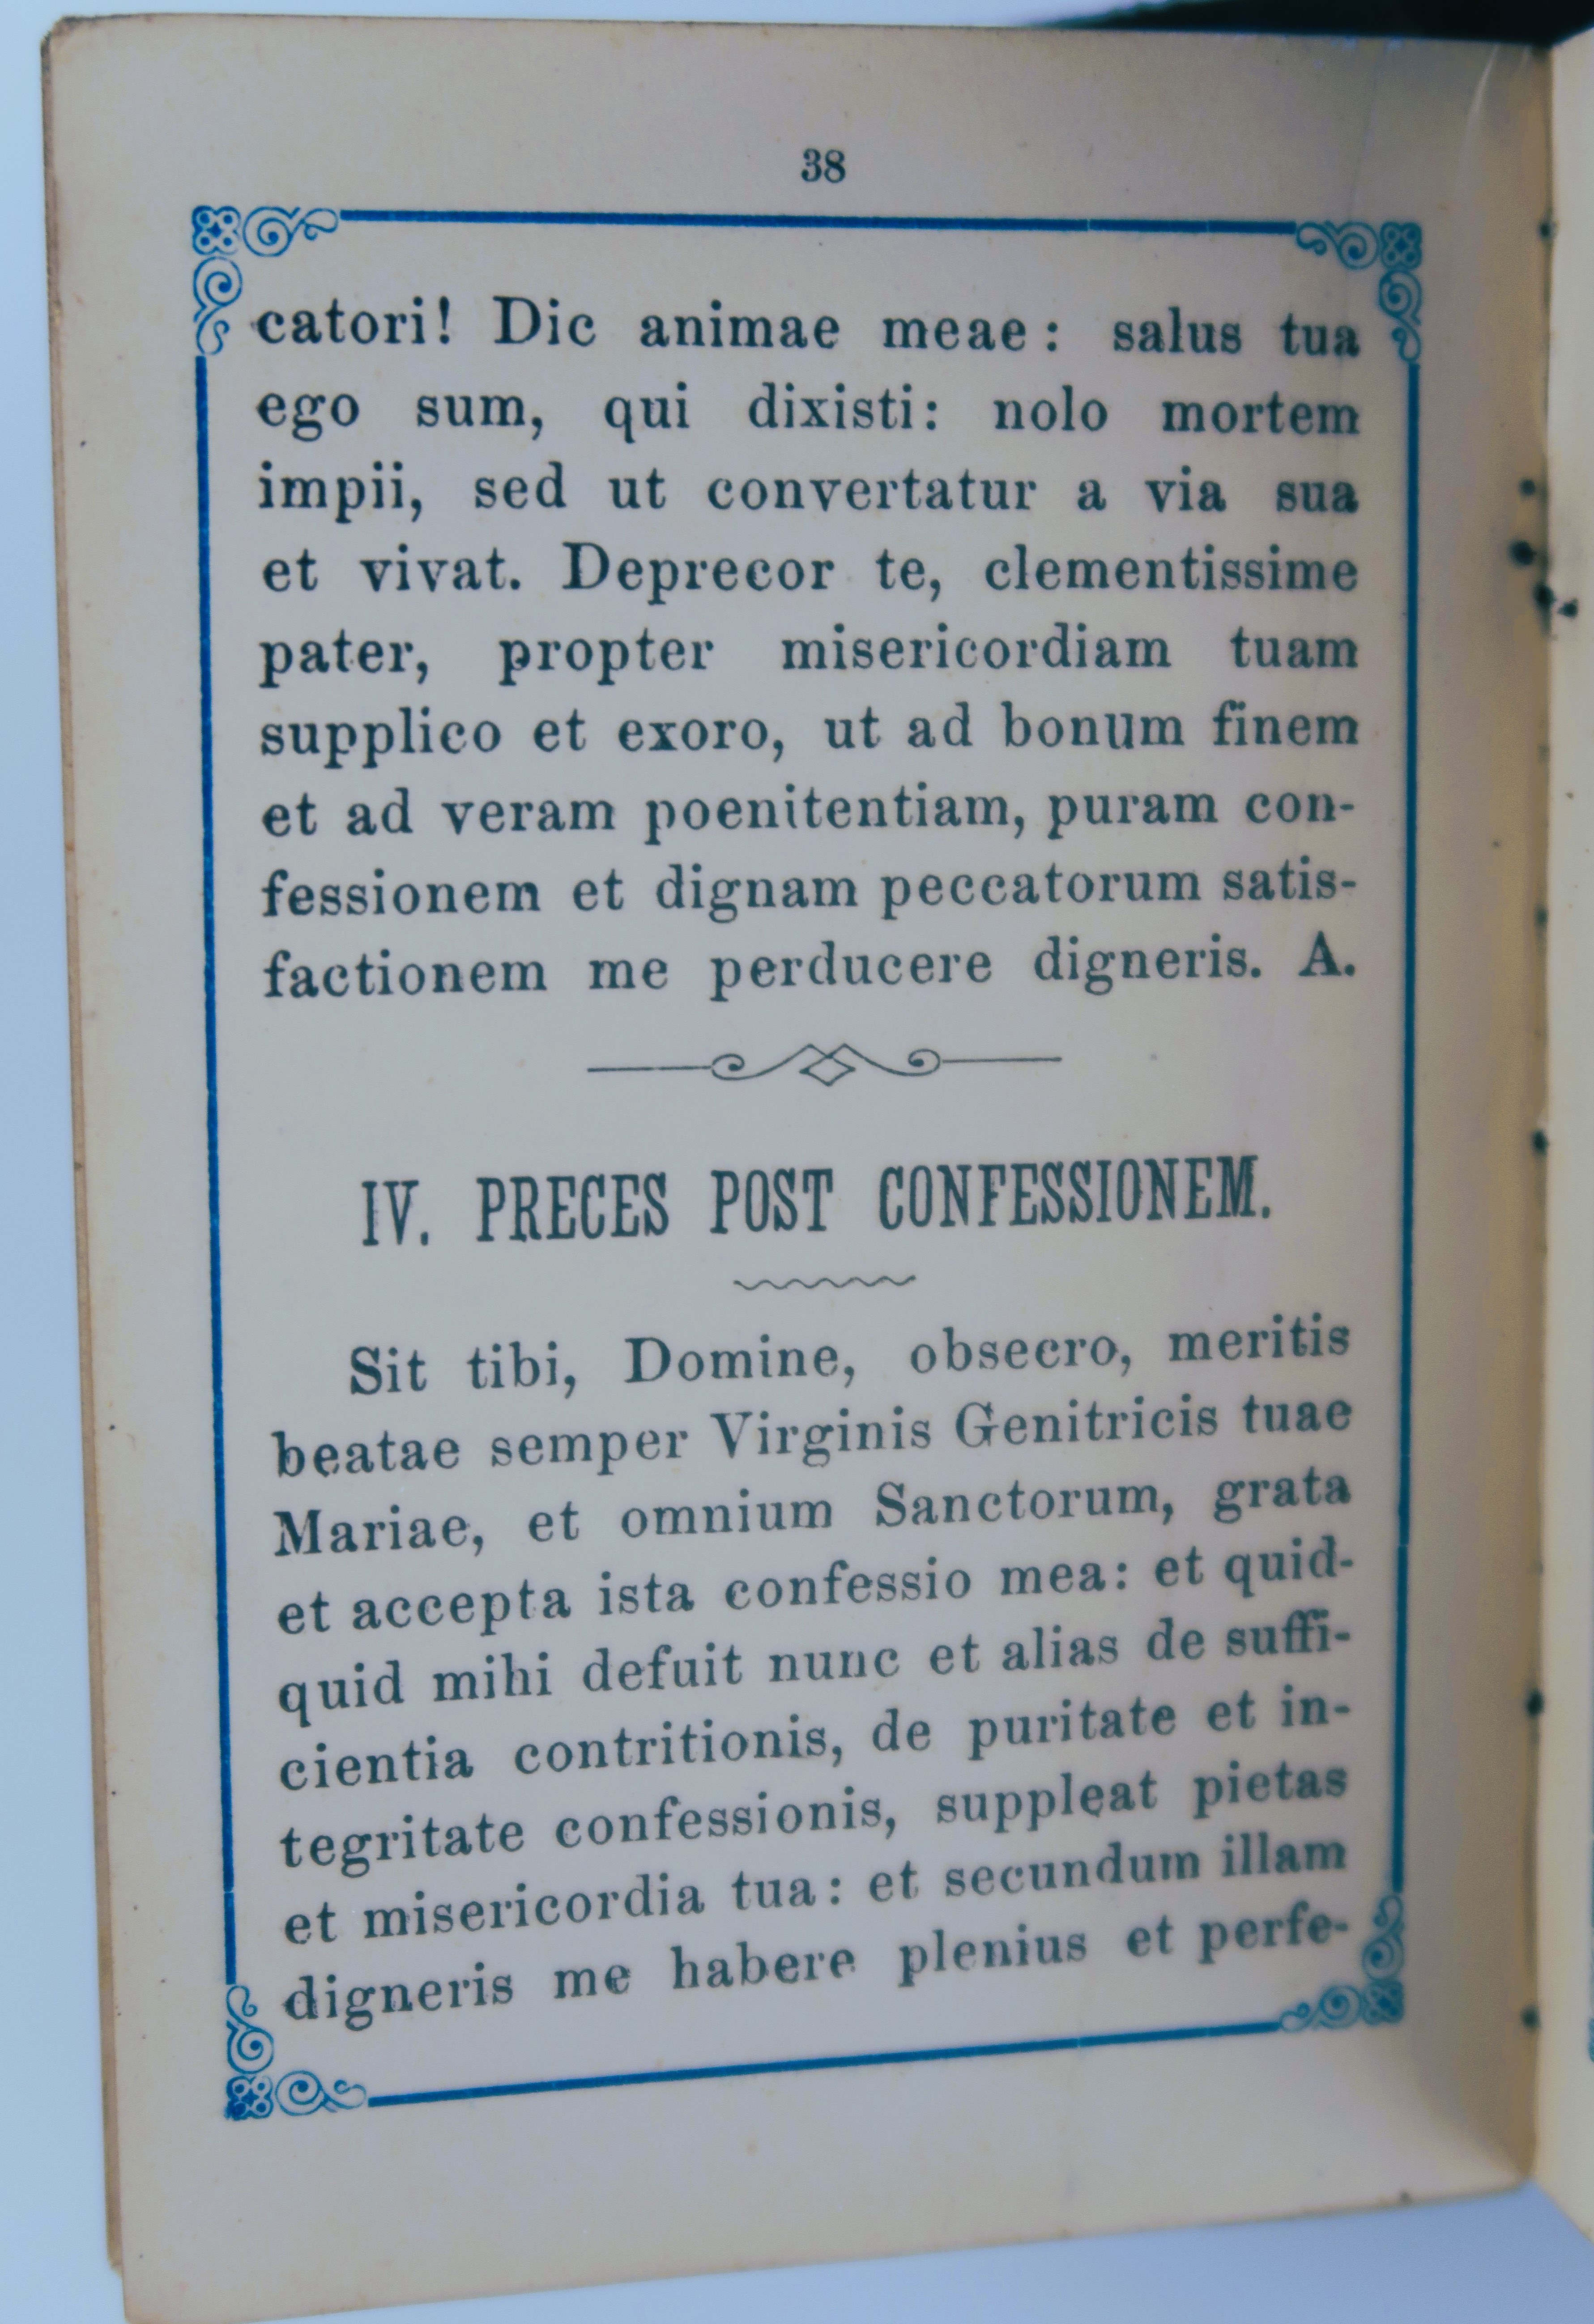 38
catori! Dic animae meae: salus tua
ego sum, qui dixisti: nolo mortem
impii, sed ut convertatur a via sua
et vivat. Deprecor te, clementissime
pater, propter misericordiam tuam
supplico et exoro, ut ad bonum finem
et ad veram poenitentiam, puram con-
fessionem et dignam peccatorum satis-
factionem me perducere digneris. A.
IV. PRECES POST CONFESSIONEM.
Sit tibi, Domine, obsecro, meritis
beatae semper Virginis Genitricis tuae
Mariae, et omnium Sanctorum, grata
et accepta ista confessio mea: et quid-
quid mihi defuit nunc et alias de suffi-
cientia contritionis, de puritate et in-
tegritate confessionis, suppleat pietas
et misericordia tua: et secundum illam
digneris me habere plenius et perfe-